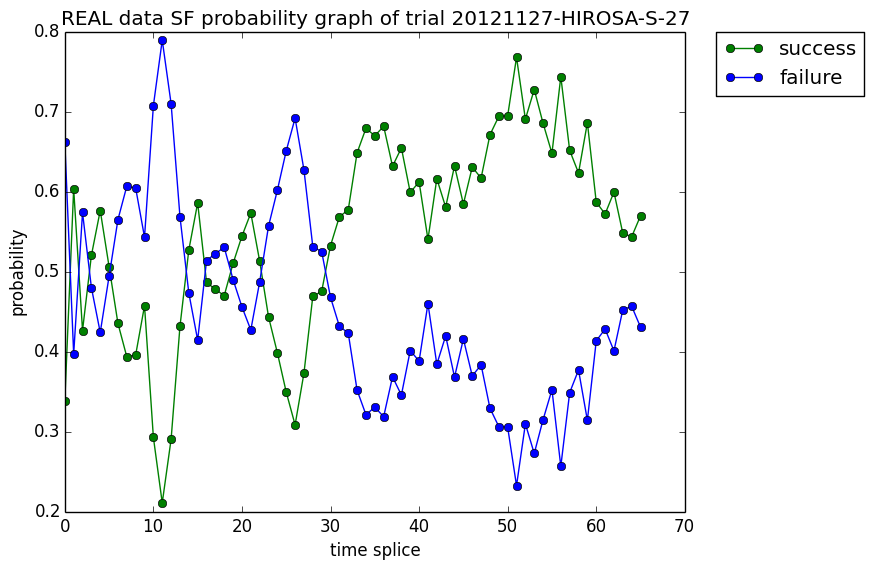 REAL data SF probability graph of trial 20121127-HIROSA-S-27
success
failure
probability
0.8
0.7
0.6
0.5
0.4
0.3
0.2
0 10 20 30 40 50 60 70
time splice